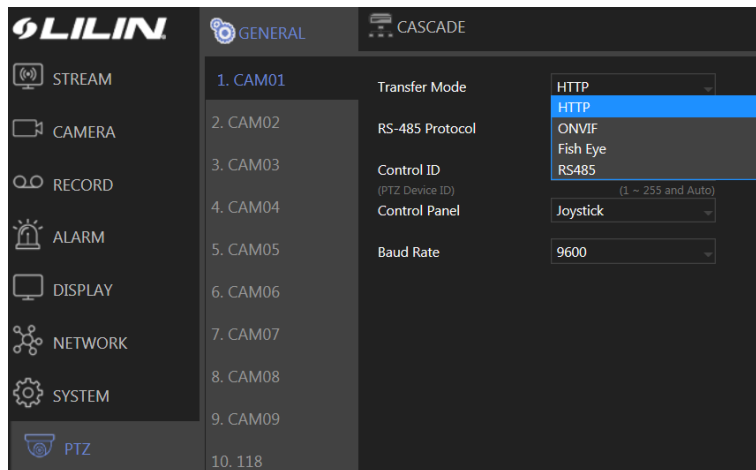 LILIN
STREAM
CAMERA
RECORD
ALARM
DISPLAY
NETWORK
SYSTEM
PTZ
GENERAL
CASCADE
1. CAM01
2. CAM02
3. CAM03
4. CAM04
5. CAM05
6. CAM06
7. CAM07
8. CAM08
9. CAM09
10. 118
Transfer Mode
HTTP
HTTP
ONVIF
Fish Eye
RS485
RS-485 Protocol
Control ID
(PTZ Device ID)
(1 ~ 255 and Auto)
Control Panel
Joystick
Baud Rate
9600